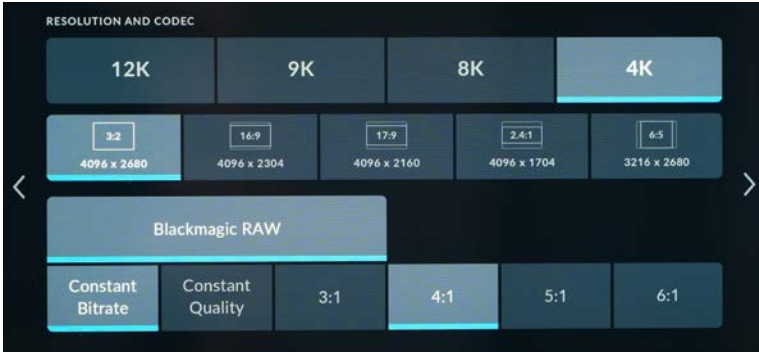 RESOLUTION AND CODEC
12K 9K 8K 4K
3:2 16:9 17:9 2.4:1 6:5
4096 x 2680 4096 x 2304 4096 x 2160 4096 x 1704 3216 x 2680
Blackmagic RAW
Constant Bitrate Constant Quality 3:1 4:1 5:1 6:1